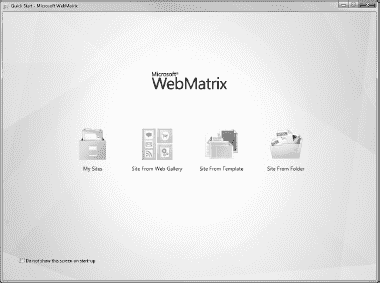 Quick Start - Microsoft WebMatrix
Microsoft®
WebMatrix
My Sites
Site From Web Gallery
Site From Template
Site From Folder
Do not show this screen on start-up